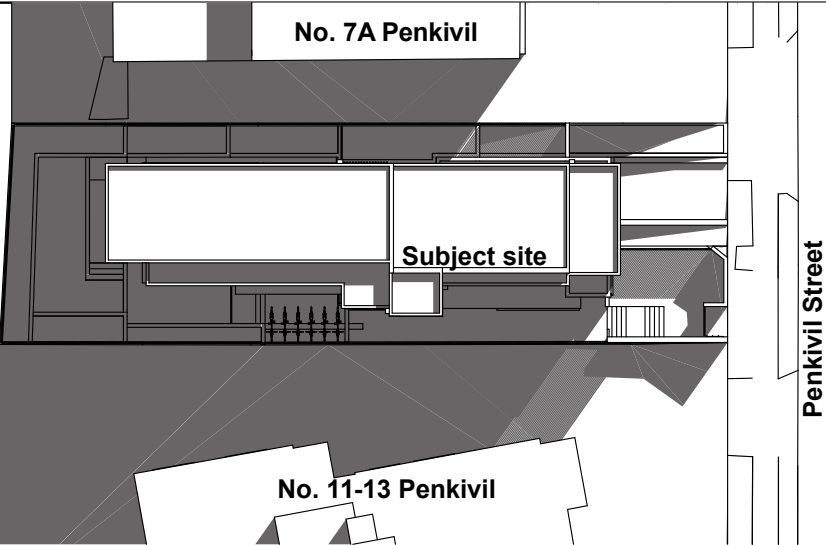 No. 7A Penkivil
Subject site
Penkivil Street
No. 11-13 Penkivil